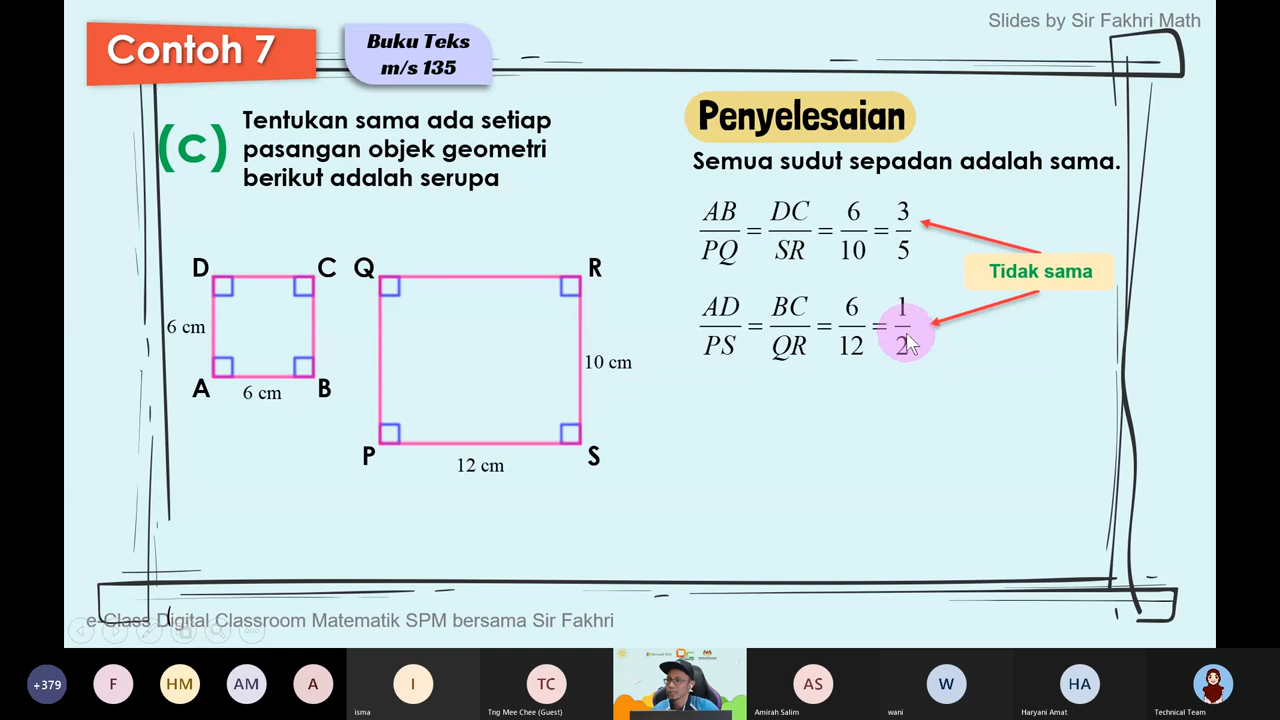 Slides by Sir Fakhri Math
Contoh 7
Buku Teks
m/s 135
(c)
Tentukan sama ada setiap
pasangan objek geometri
berikut adalah serupa
Penyelesaian
Semua sudut sepadan adalah sama.
AB/PQ = DC/SR = 6/10 = 3/5
Tidak sama
AD/PS = BC/QR = 6/12 = 1/2
D C Q R
6 cm
10 cm
A 6 cm B
P S
12 cm
e-Class Digital Classroom Matematik SPM bersama Sir Fakhri
+379 F HM AM A I TC AS W HA
isma Tng Mee Chee (Guest) Amirah Salim wani Haryani Amat Technical Team